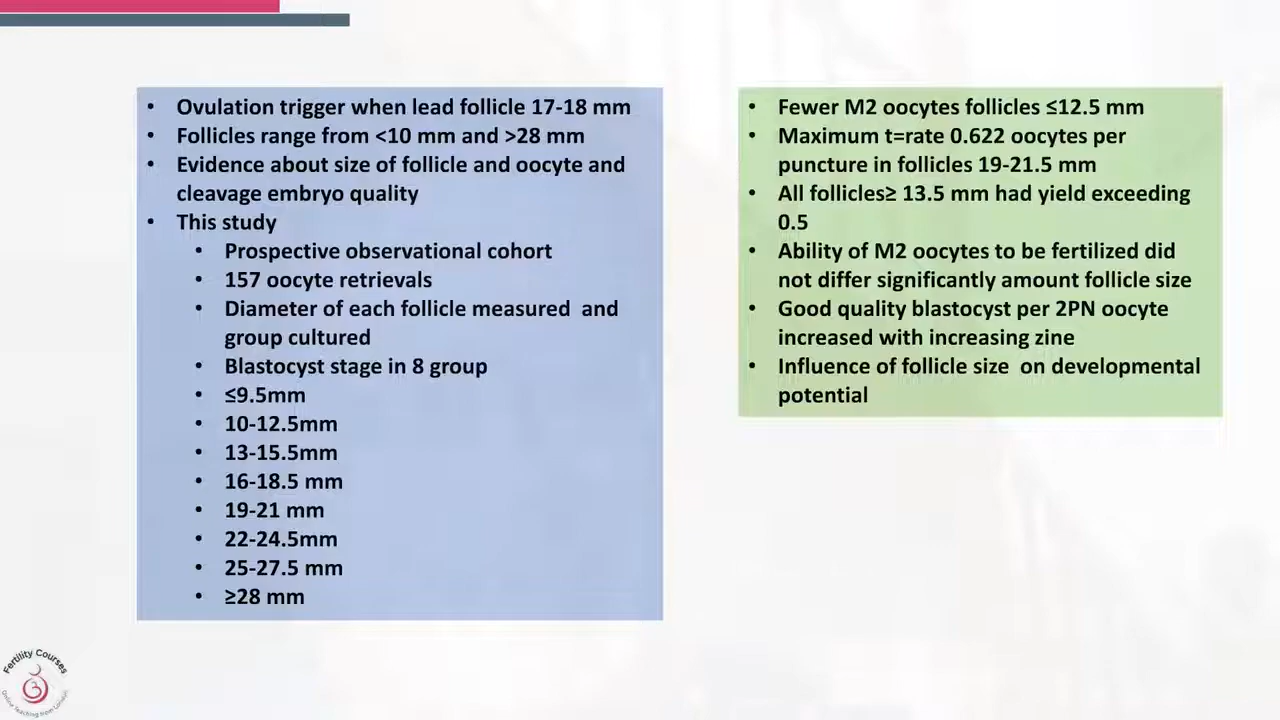 • Ovulation trigger when lead follicle 17-18 mm
• Follicles range from <10 mm and >28 mm
• Evidence about size of follicle and oocyte and
cleavage embryo quality
• This study
• Prospective observational cohort
• 157 oocyte retrievals
• Diameter of each follicle measured and
group cultured
• Blastocyst stage in 8 group
• ≤9.5mm
• 10-12.5mm
• 13-15.5mm
• 16-18.5 mm
• 19-21 mm
• 22-24.5mm
• 25-27.5 mm
• ≥28 mm
• Fewer M2 oocytes follicles ≤12.5 mm
• Maximum t=rate 0.622 oocytes per
puncture in follicles 19-21.5 mm
• All follicles≥ 13.5 mm had yield exceeding
0.5
• Ability of M2 oocytes to be fertilized did
not differ significantly amount follicle size
• Good quality blastocyst per 2PN oocyte
increased with increasing zine
• Influence of follicle size on developmental
potential
Fertility Courses
Online Teaching from London